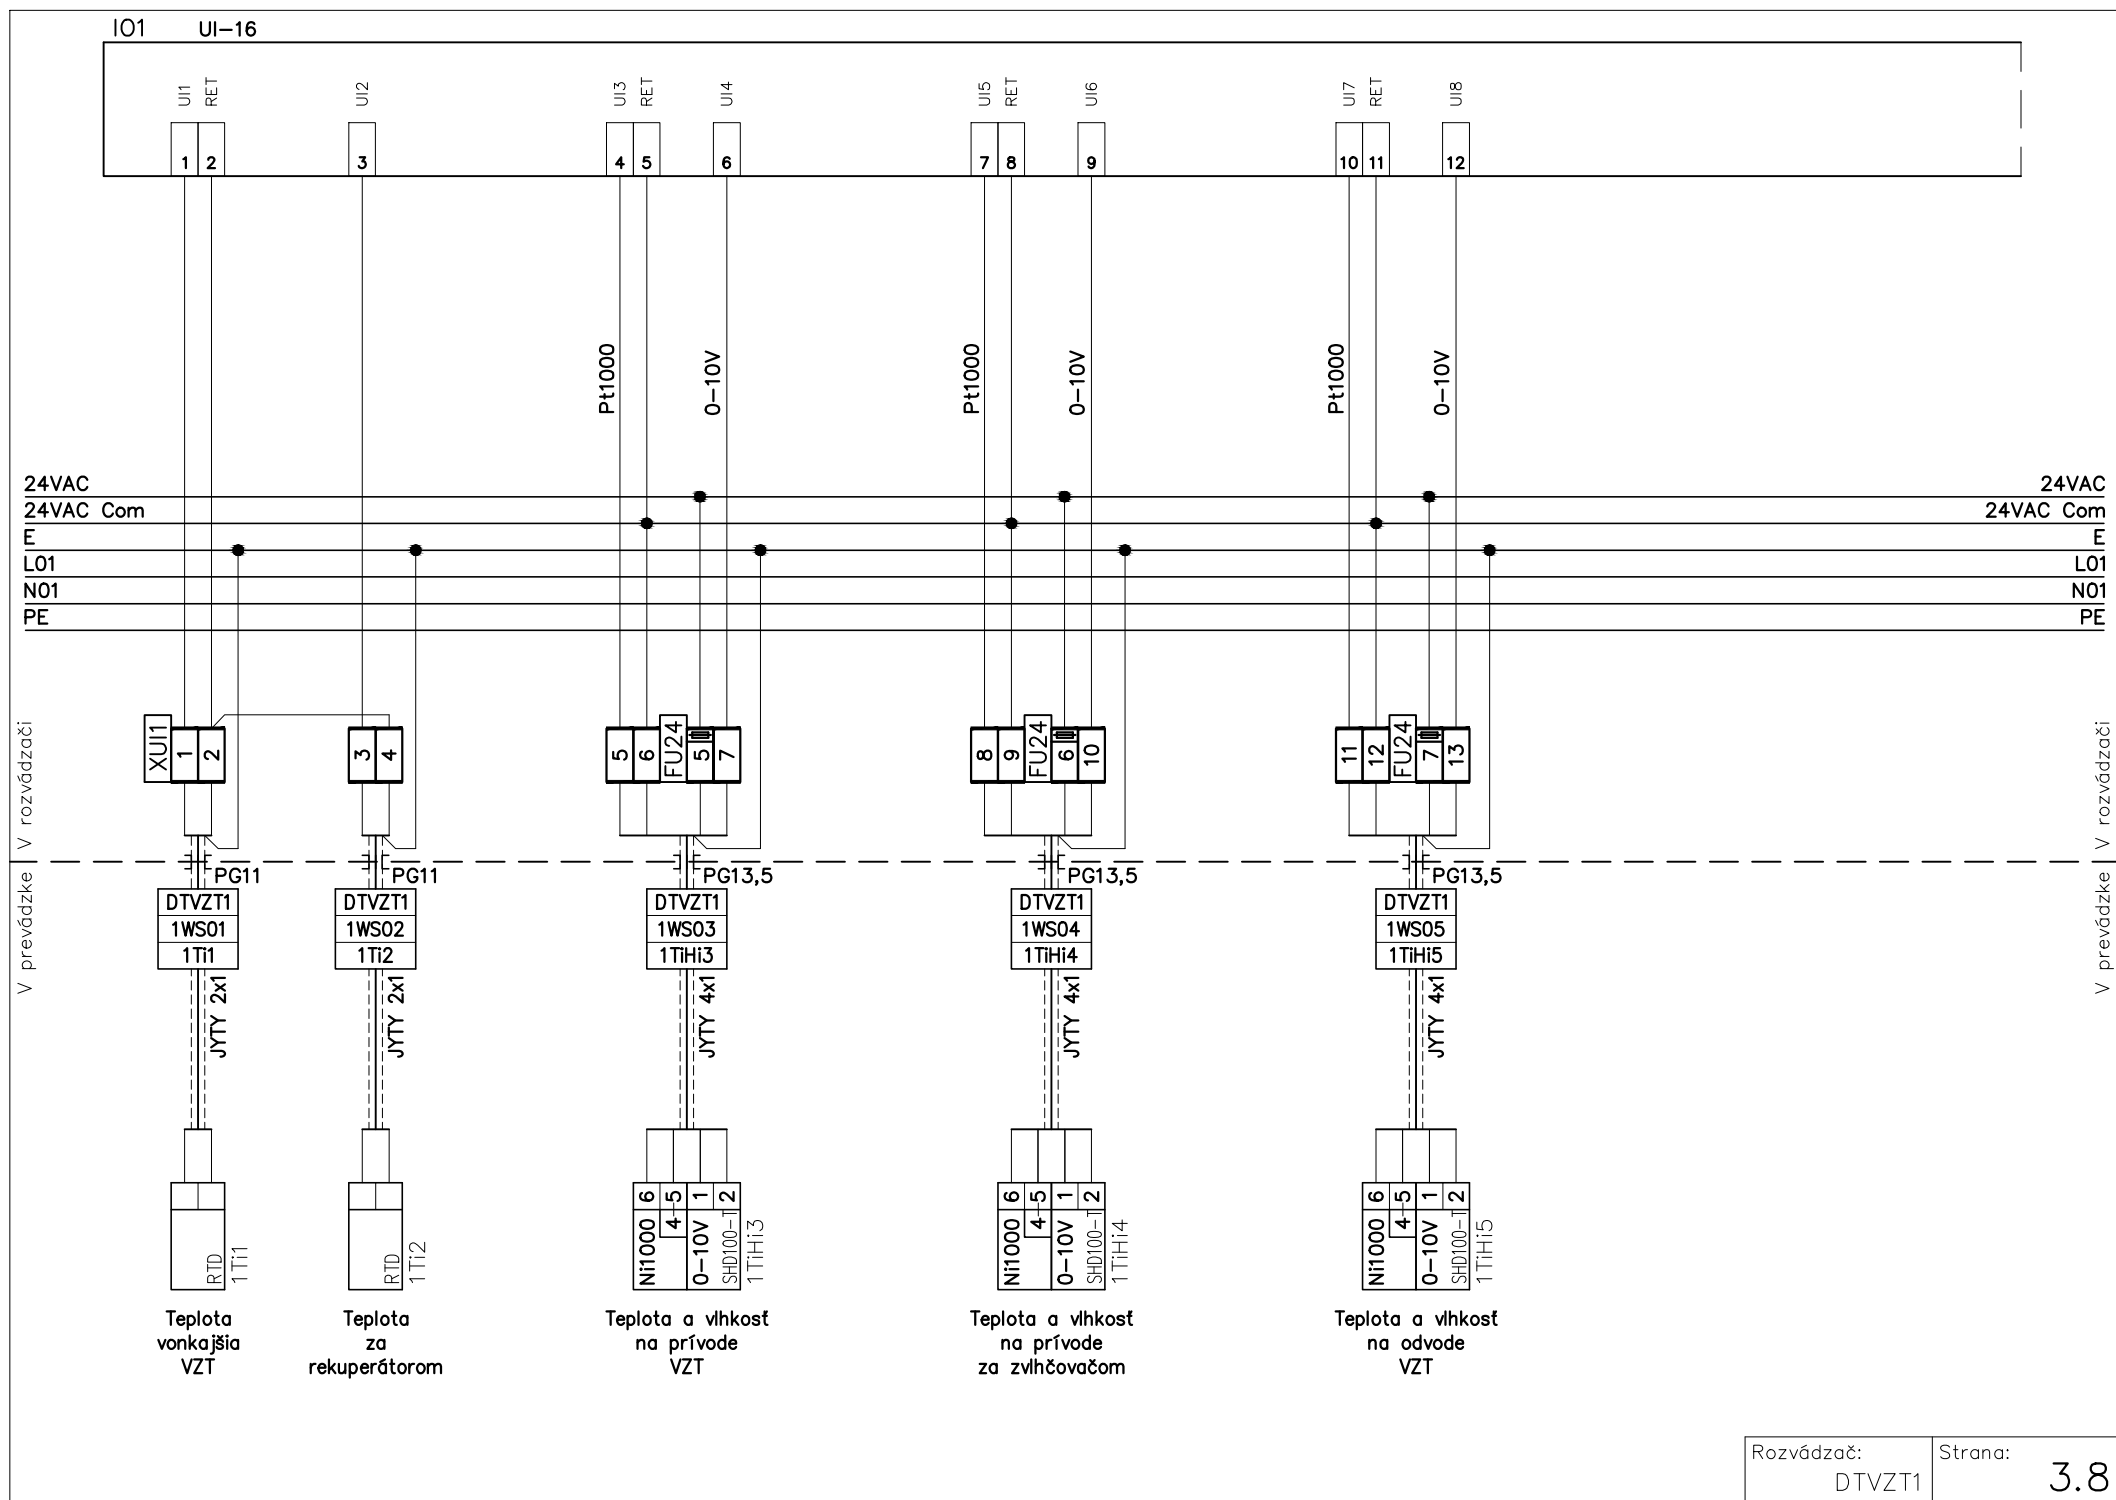 IO1 UI-16
UI1 RET UI2 UI3 RET UI4 UI5 RET UI6 UI7 RET UI8
1 2 3 4 5 6 7 8 9 10 11 12
Pt1000 0-10V Pt1000 0-10V Pt1000 0-10V
24VAC 24VAC
24VAC Com 24VAC Com
E E
L01 L01
N01 N01
PE PE
V rozvádzači V rozvádzači
XUI1 1 2 3 4 5 6 FU24 5 7 8 9 FU24 6 10 11 12 FU24 7 13
PG11 PG11 PG13,5 PG13,5 PG13,5
V prevádzke V prevádzke
DTVZT1 DTVZT1 DTVZT1 DTVZT1 DTVZT1
1WS01 1WS02 1WS03 1WS04 1WS05
1Ti1 1Ti2 1TiHi3 1TiHi4 1TiHi5
JYTY 2x1 JYTY 2x1 JYTY 4x1 JYTY 4x1 JYTY 4x1
6 5 1 2 6 5 1 2 6 5 1 2
4 4 4
RTD RTD Ni1000 0-10V SHD100-T Ni1000 0-10V SHD100-T Ni1000 0-10V SHD100-T
1Ti1 1Ti2 1TiHi3 1TiHi4 1TiHi5
Teplota
vonkajšia
VZT
Teplota
za
rekuperátorom
Teplota a vlhkosť
na prívode
VZT
Teplota a vlhkosť
na prívode
za zvlhčovačom
Teplota a vlhkosť
na odvode
VZT
Rozvádzač: Strana:
DTVZT1 3.8